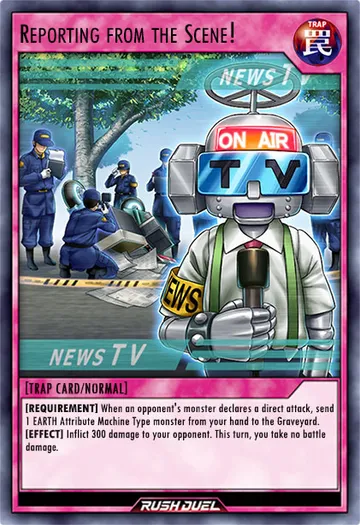 REPORTING FROM THE SCENE!
TRAP
罠
NEWS TV
ON AIR
TV
EWS
NEWS TV
[TRAP CARD/NORMAL]
[REQUIREMENT] When an opponent's monster declares a direct attack, send
1 EARTH Attribute Machine Type monster from your hand to the Graveyard.
[EFFECT] Inflict 300 damage to your opponent. This turn, you take no battle
damage.
RUSH DUEL